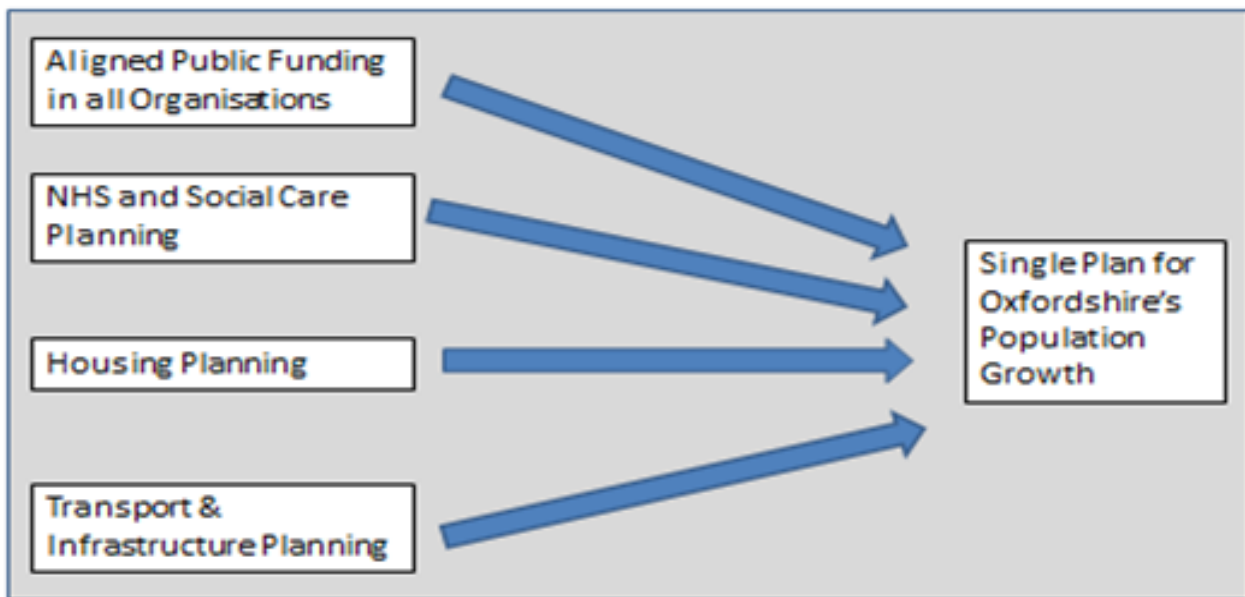 Aligned Public Funding
in all Organisations
NHS and Social Care
Planning
Housing Planning
Transport &
Infrastructure Planning
Single Plan for
Oxfordshire's
Population
Growth